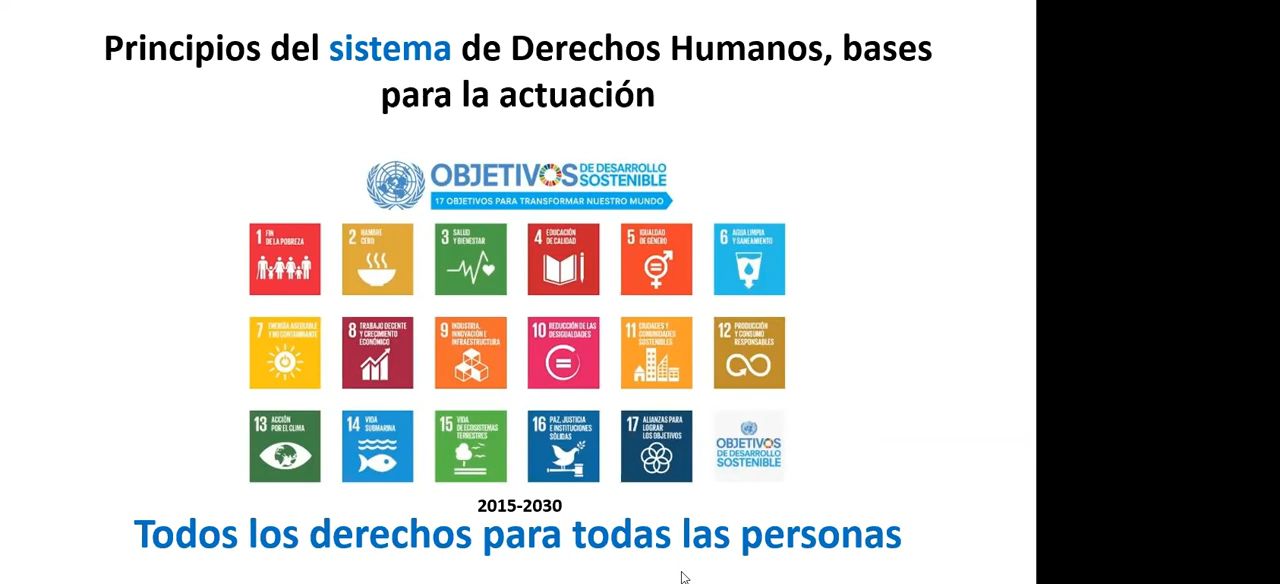 Principios del sistema de Derechos Humanos, bases
para la actuación
OBJETIVOS DE DESARROLLO
SOSTENIBLE
17 OBJETIVOS PARA TRANSFORMAR NUESTRO MUNDO
1 FIN
DE LA POBREZA
2 HAMBRE
CERO
3 SALUD
Y BIENESTAR
4 EDUCACIÓN
DE CALIDAD
5 IGUALDAD
DE GÉNERO
6 AGUA LIMPIA
Y SANEAMIENTO
7 ENERGÍA ASEQUIBLE
Y NO CONTAMINANTE
8 TRABAJO DECENTE
Y CRECIMIENTO
ECONÓMICO
9 INDUSTRIA,
INNOVACIÓN E
INFRAESTRUCTURA
10 REDUCCIÓN DE LAS
DESIGUALDADES
11 CIUDADES Y
COMUNIDADES
SOSTENIBLES
12 PRODUCCIÓN
Y CONSUMO
RESPONSABLES
13 ACCIÓN
POR EL CLIMA
14 VIDA
SUBMARINA
15 VIDA
DE ECOSISTEMAS
TERRESTRES
16 PAZ, JUSTICIA
E INSTITUCIONES
SÓLIDAS
17 ALIANZAS PARA
LOGRAR
LOS OBJETIVOS
OBJETIVOS
DE DESARROLLO
SOSTENIBLE
2015-2030
Todos los derechos para todas las personas